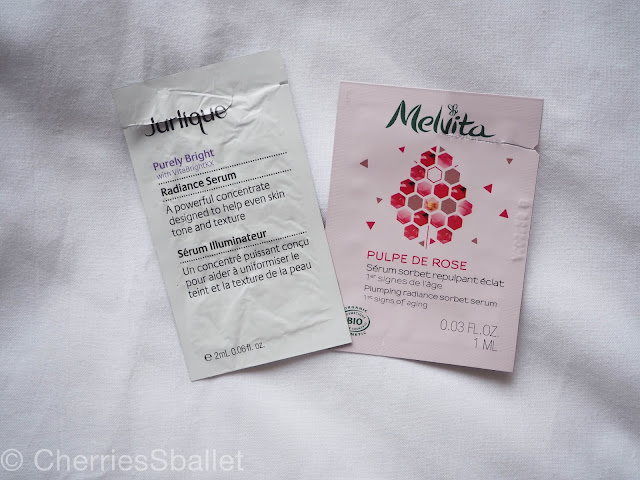 Jurlique
Purely Bright
with VitaBrightKX
Radiance Serum
A powerful concentrate
designed to help even skin
tone and texture
Sérum Illuminateur
Un concentré puissant conçu
pour aider à uniformiser le
teint et la texture de la peau
e 2mL 0.06 fl. oz.
Melvita
PULPE DE ROSE
Sérum sorbet repulpant éclat
1ers signes de l'âge
Plumping radiance sorbet serum
1st signs of aging
BIO
0.03 FL.OZ.
1 ML
© CherriesSballet